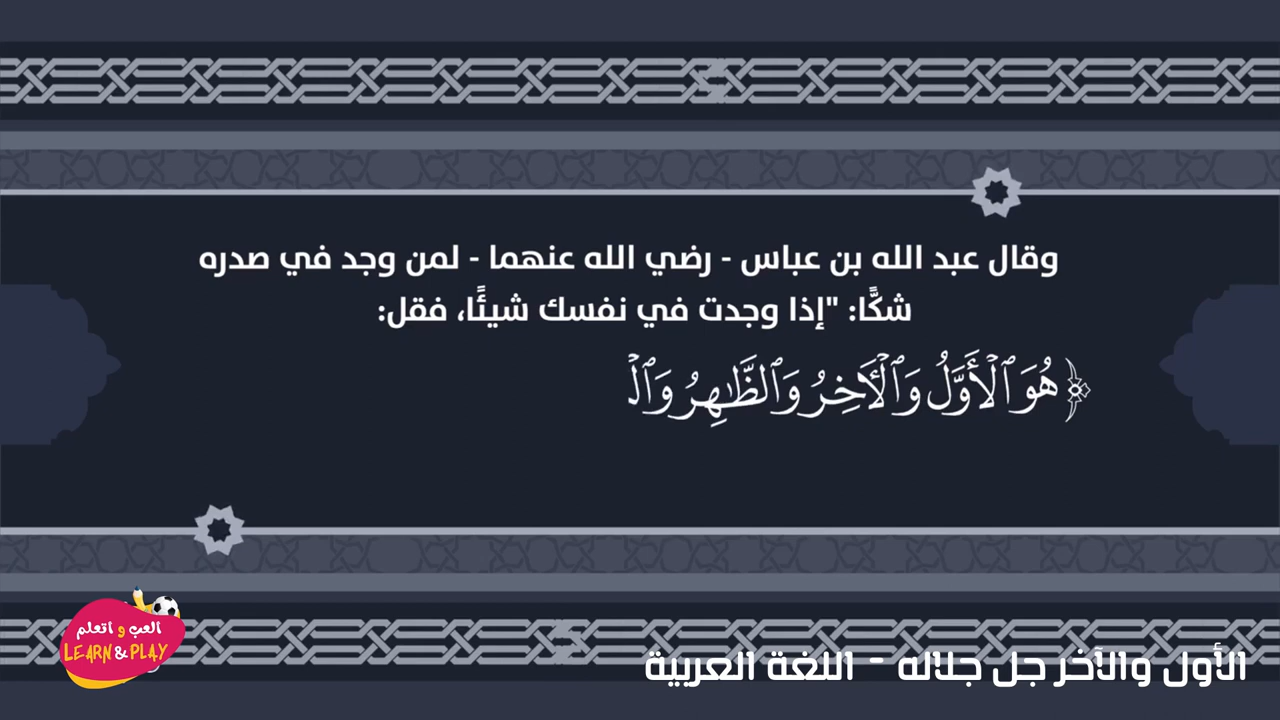 وقال عبد الله بن عباس - رضي الله عنهما - لمن وجد في صدره
شكًّا: "إذا وجدت في نفسك شيئًا، فقل:
﴿هُوَ ٱلْأَوَّلُ وَٱلْـَٔاخِرُ وَٱلظَّـٰهِرُ وَٱلْ
العب و اتعلم
LEARN & PLAY
الأول والآخر جل جلاله - اللغة العربية